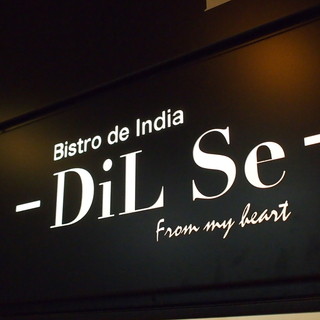 Bistro de India
- DiL Se -
From my heart